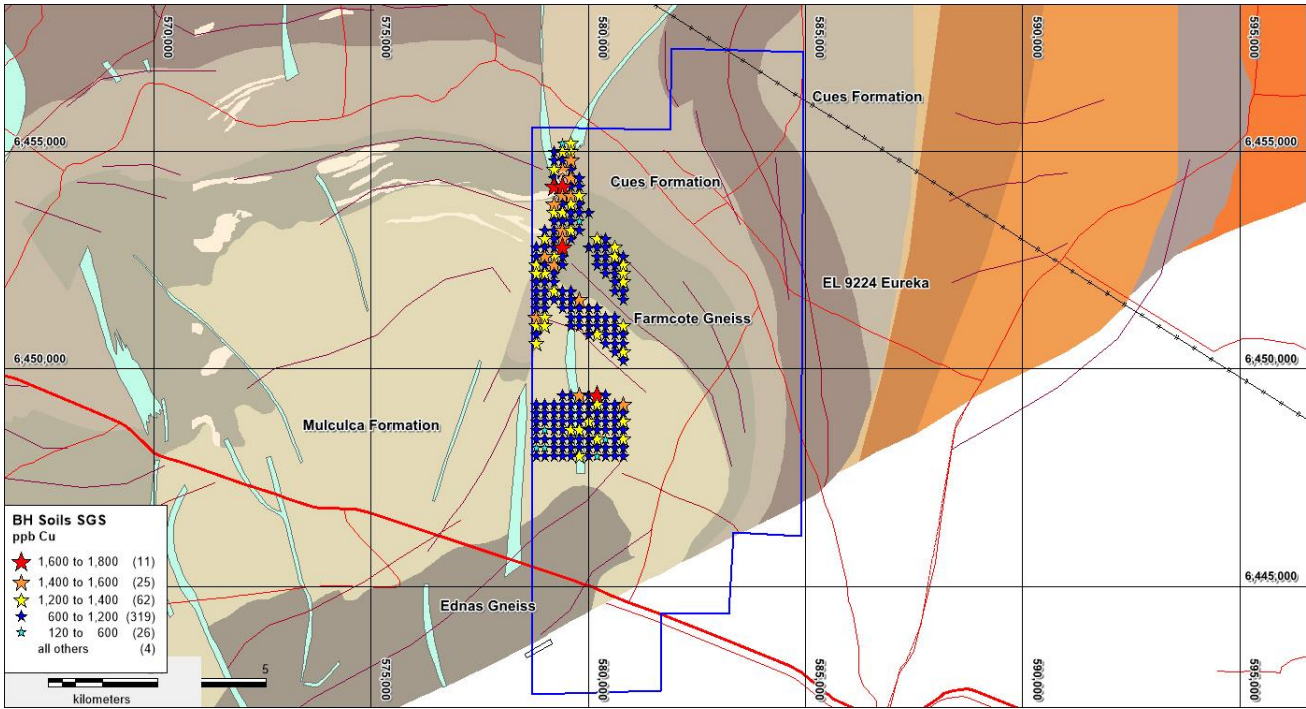 570,000
575,000
580,000
585,000
590,000
595,000
Cues Formation
6,455,000
6,455,000
Cues Formation
EL 9224 Eureka
Farmcote Gneiss
6,450,000
6,450,000
Mulculca Formation
BH Soils SGS
ppb Cu
1,600 to 1,800 (11)
1,400 to 1,600 (25)
1,200 to 1,400 (62)
600 to 1,200 (319)
120 to 600 (26)
all others (4)
6,445,000
Ednas Gneiss
5
kilometers
575,000
580,000
585,000
590,000
595,000